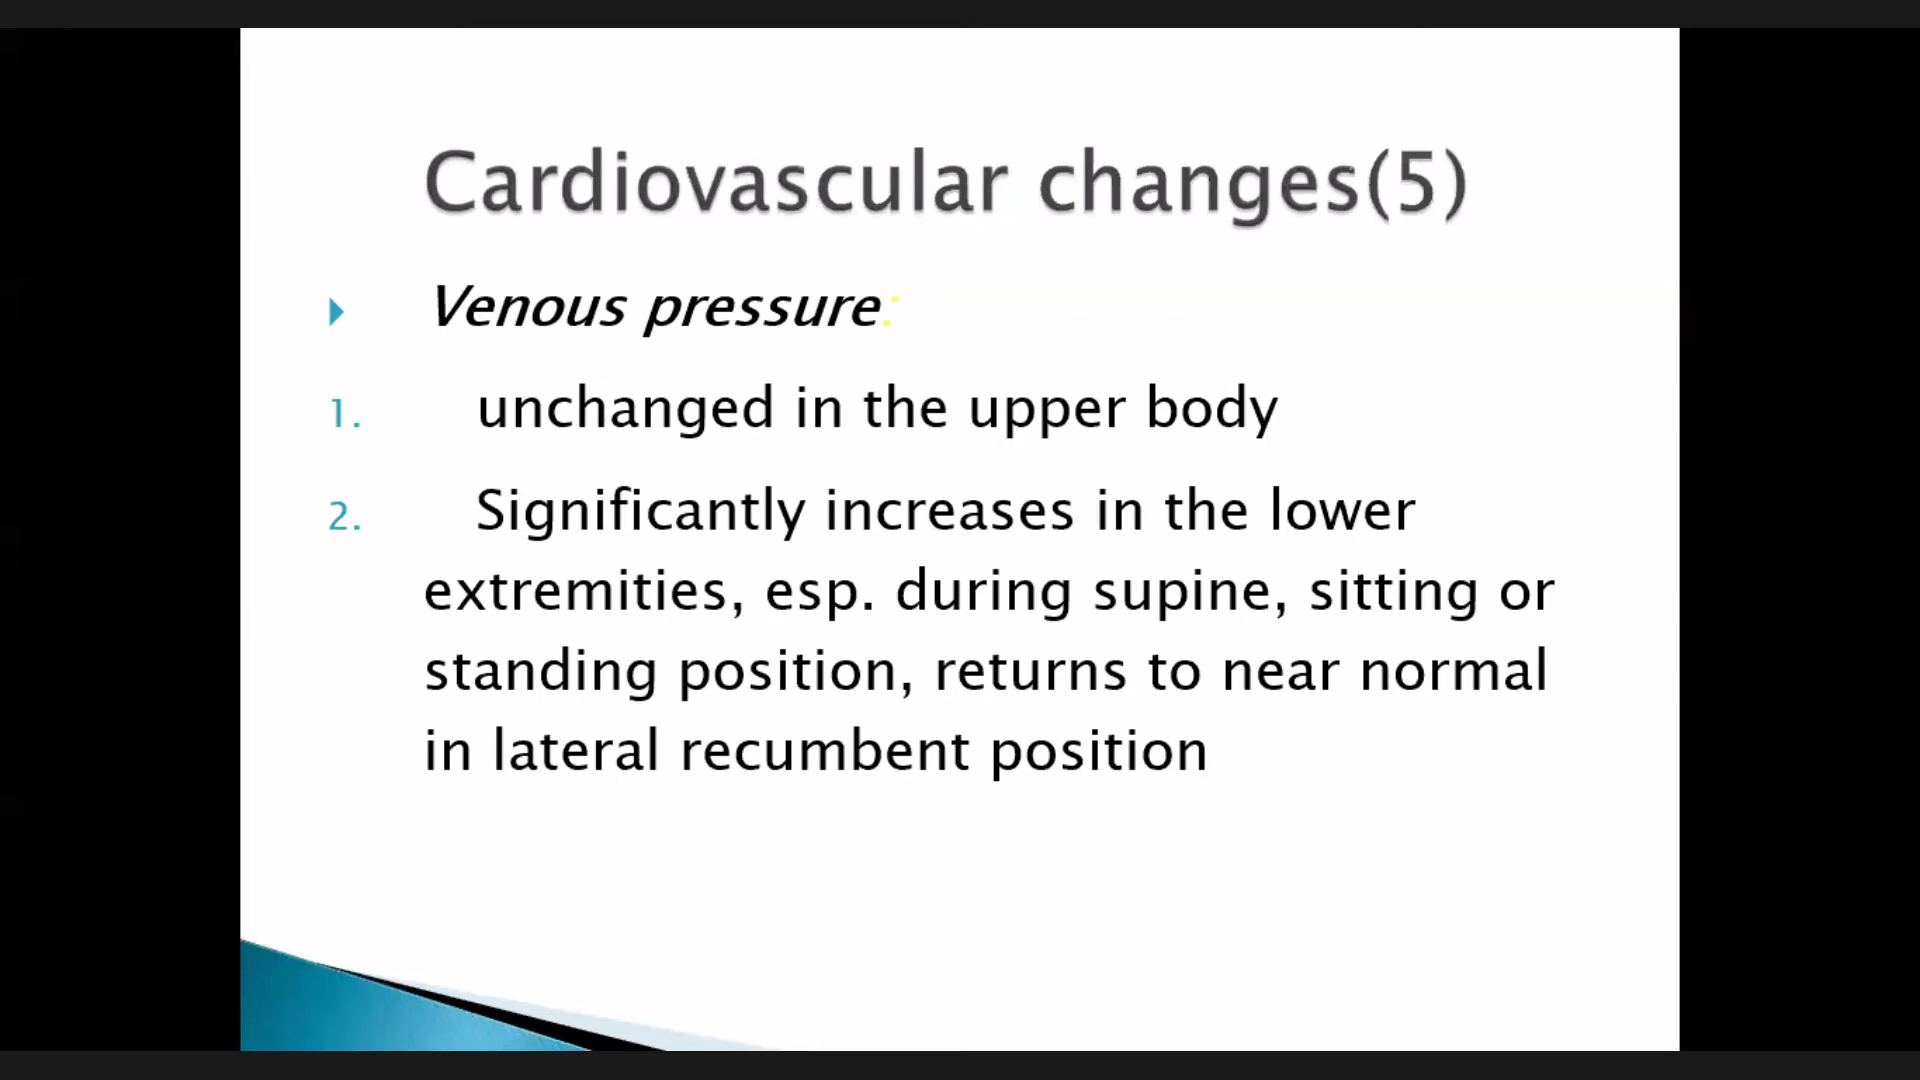 Cardiovascular changes(5)
Venous pressure:
1. unchanged in the upper body
2. Significantly increases in the lower
extremities, esp. during supine, sitting or
standing position, returns to near normal
in lateral recumbent position